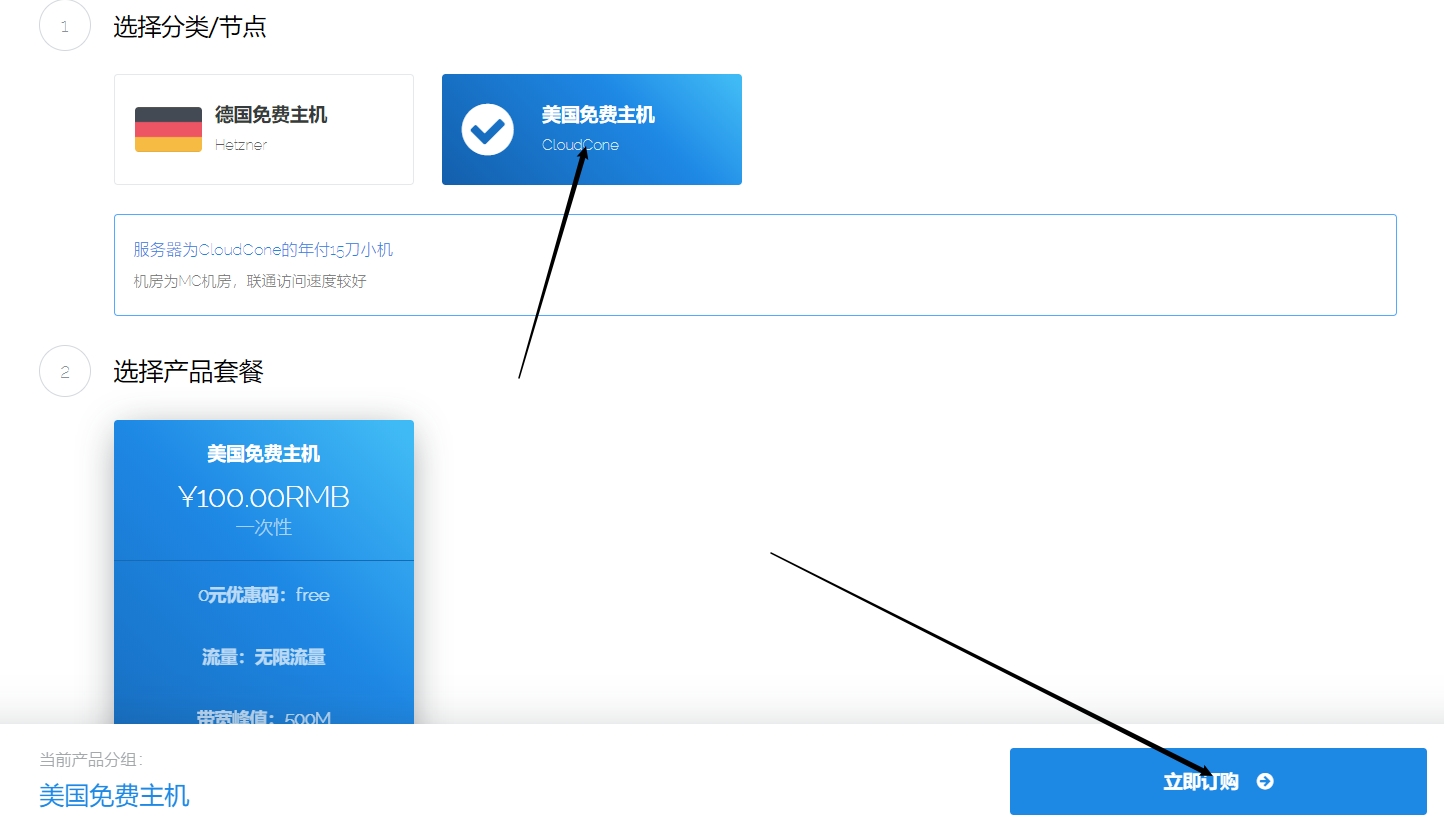 1
选择分类/节点
德国免费主机
Hetzner
美国免费主机
CloudCone
服务器为CloudCone的年付15刀小机
机房为MC机房，联通访问速度较好
2
选择产品套餐
美国免费主机
¥100.00RMB
一次性
0元优惠码：free
流量：无限流量
带宽峰值：500M
当前产品分组：
美国免费主机
立即订购